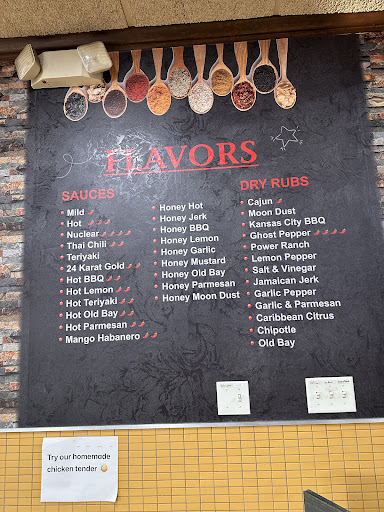 FLAVORS
SAUCES
Mild
Hot
Nuclear
Thai Chili
Teriyaki
24 Karat Gold
Hot BBQ
Hot Lemon
Hot Teriyaki
Hot Old Bay
Hot Parmesan
Mango Habanero
Honey Hot
Honey Jerk
Honey BBQ
Honey Lemon
Honey Garlic
Honey Mustard
Honey Old Bay
Honey Parmesan
Honey Moon Dust
DRY RUBS
Cajun
Moon Dust
Kansas City BBQ
Ghost Pepper
Power Ranch
Lemon Pepper
Salt & Vinegar
Jamaican Jerk
Garlic Pepper
Garlic & Parmesan
Caribbean Citrus
Chipotle
Old Bay
Try our homemade
chicken tender